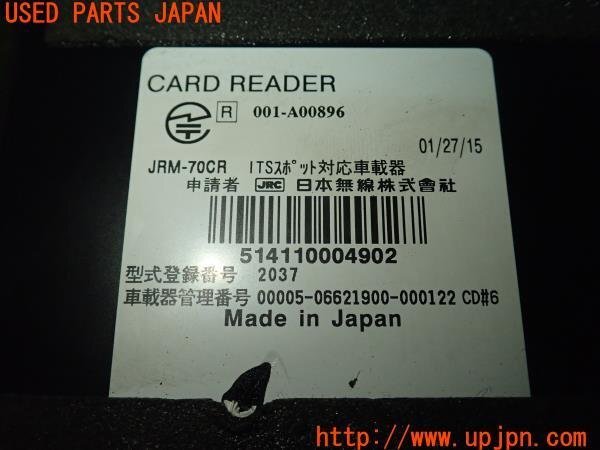 USED PARTS JAPAN
CARD READER
R 001-A00896
01/27/15
JRM-70CR ITSスポット対応車載器
申請者 JRC 日本無線株式會社
514110004902
型式登録番号 2037
車載器管理番号 00005-06621900-000122 CD#6
Made in Japan
http://www.upjpn.com/